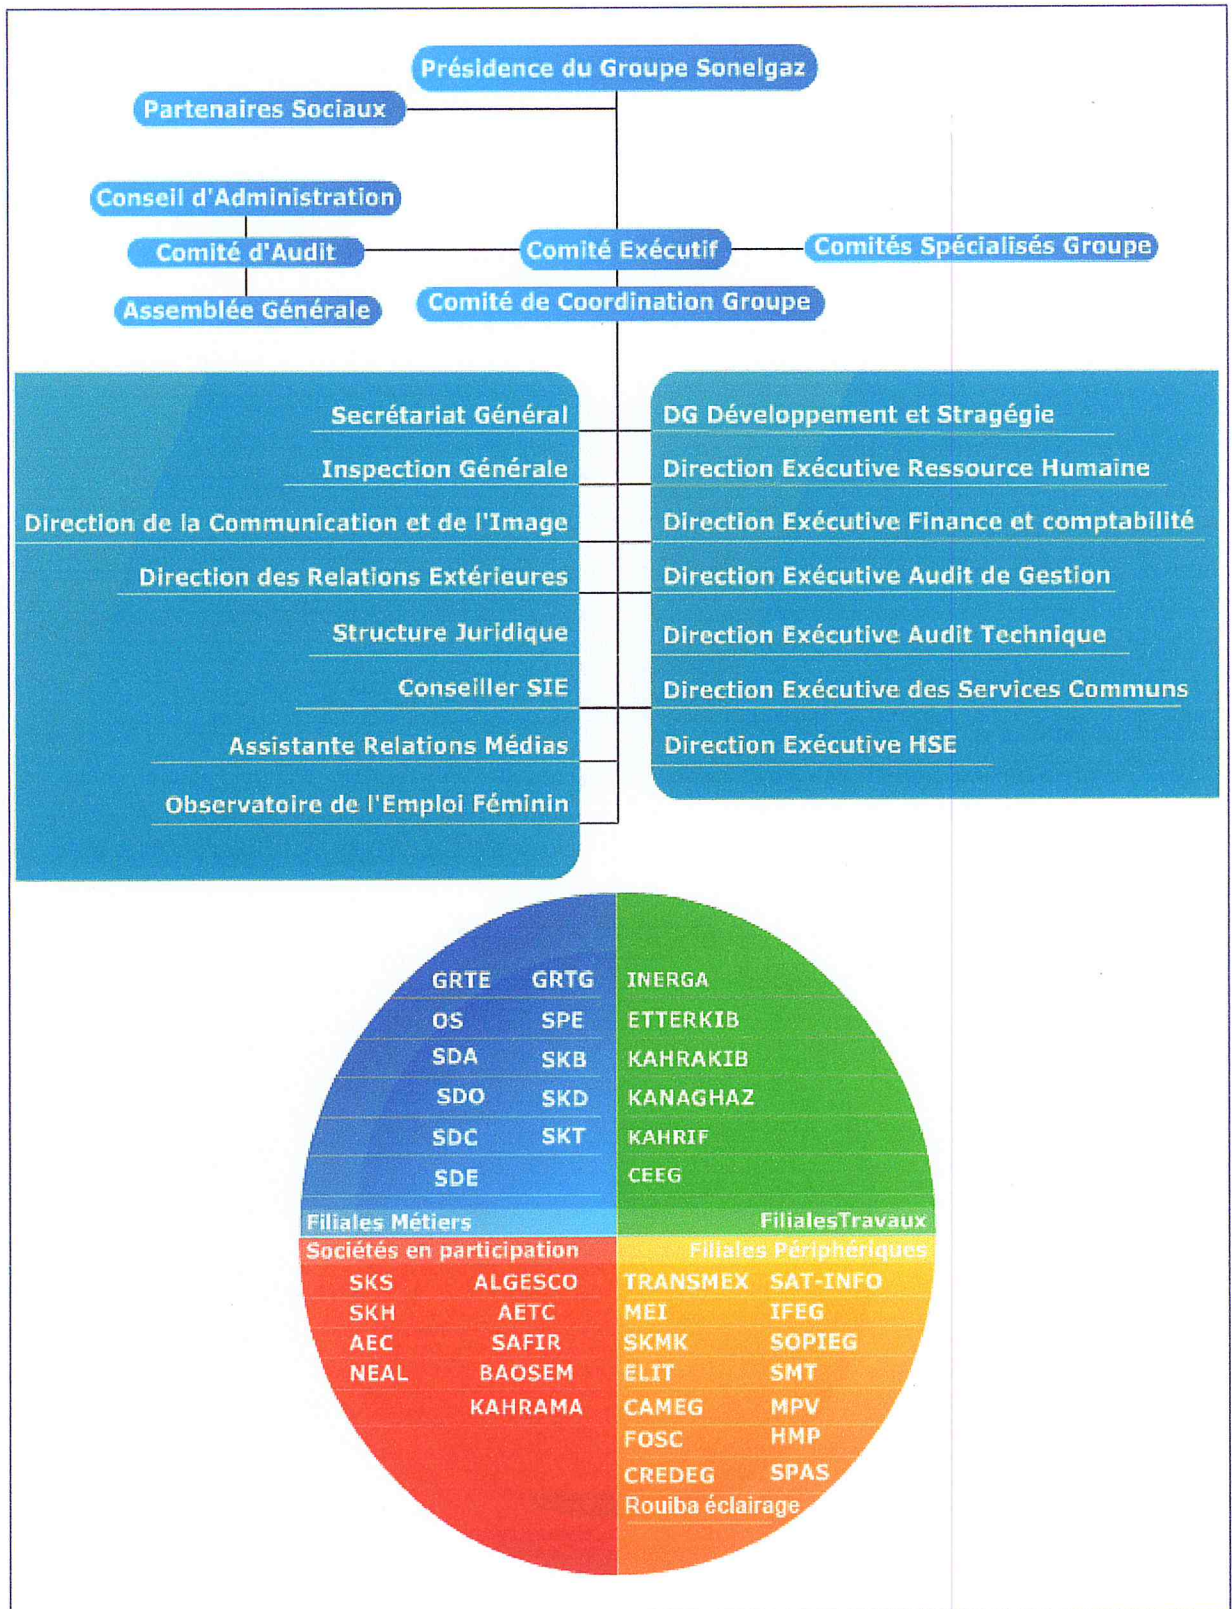 Présidence du Groupe Sonelgaz
Partenaires Sociaux
Conseil d'Administration
Comité d'Audit
Comité Exécutif
Comités Spécialisés Groupe
Assemblée Générale
Comité de Coordination Groupe
Secrétariat Général
Inspection Générale
Direction de la Communication et de l'Image
Direction des Relations Extérieures
Structure Juridique
Conseiller SIE
Assistante Relations Médias
Observatoire de l'Emploi Féminin
DG Développement et Stragégie
Direction Exécutive Ressource Humaine
Direction Exécutive Finance et comptabilité
Direction Exécutive Audit de Gestion
Direction Exécutive Audit Technique
Direction Exécutive des Services Communs
Direction Exécutive HSE
GRTE GRTG
OS SPE
SDA SKB
SDO SKD
SDC SKT
SDE
Filiales Métiers
INERGA
ETTERKIB
KAHRAKIB
KANAGHAZ
KAHRIF
CEEG
FilialesTravaux
Sociétés en participation
SKS ALGESCO
SKH AETC
AEC SAFIR
NEAL BAOSEM
KAHRAMA
Filiales Périphériques
TRANSMEX SAT-INFO
MEI IFEG
SKMK SOPIEG
ELIT SMT
CAMEG MPV
FOSC HMP
CREDEG SPAS
Rouiba éclairage